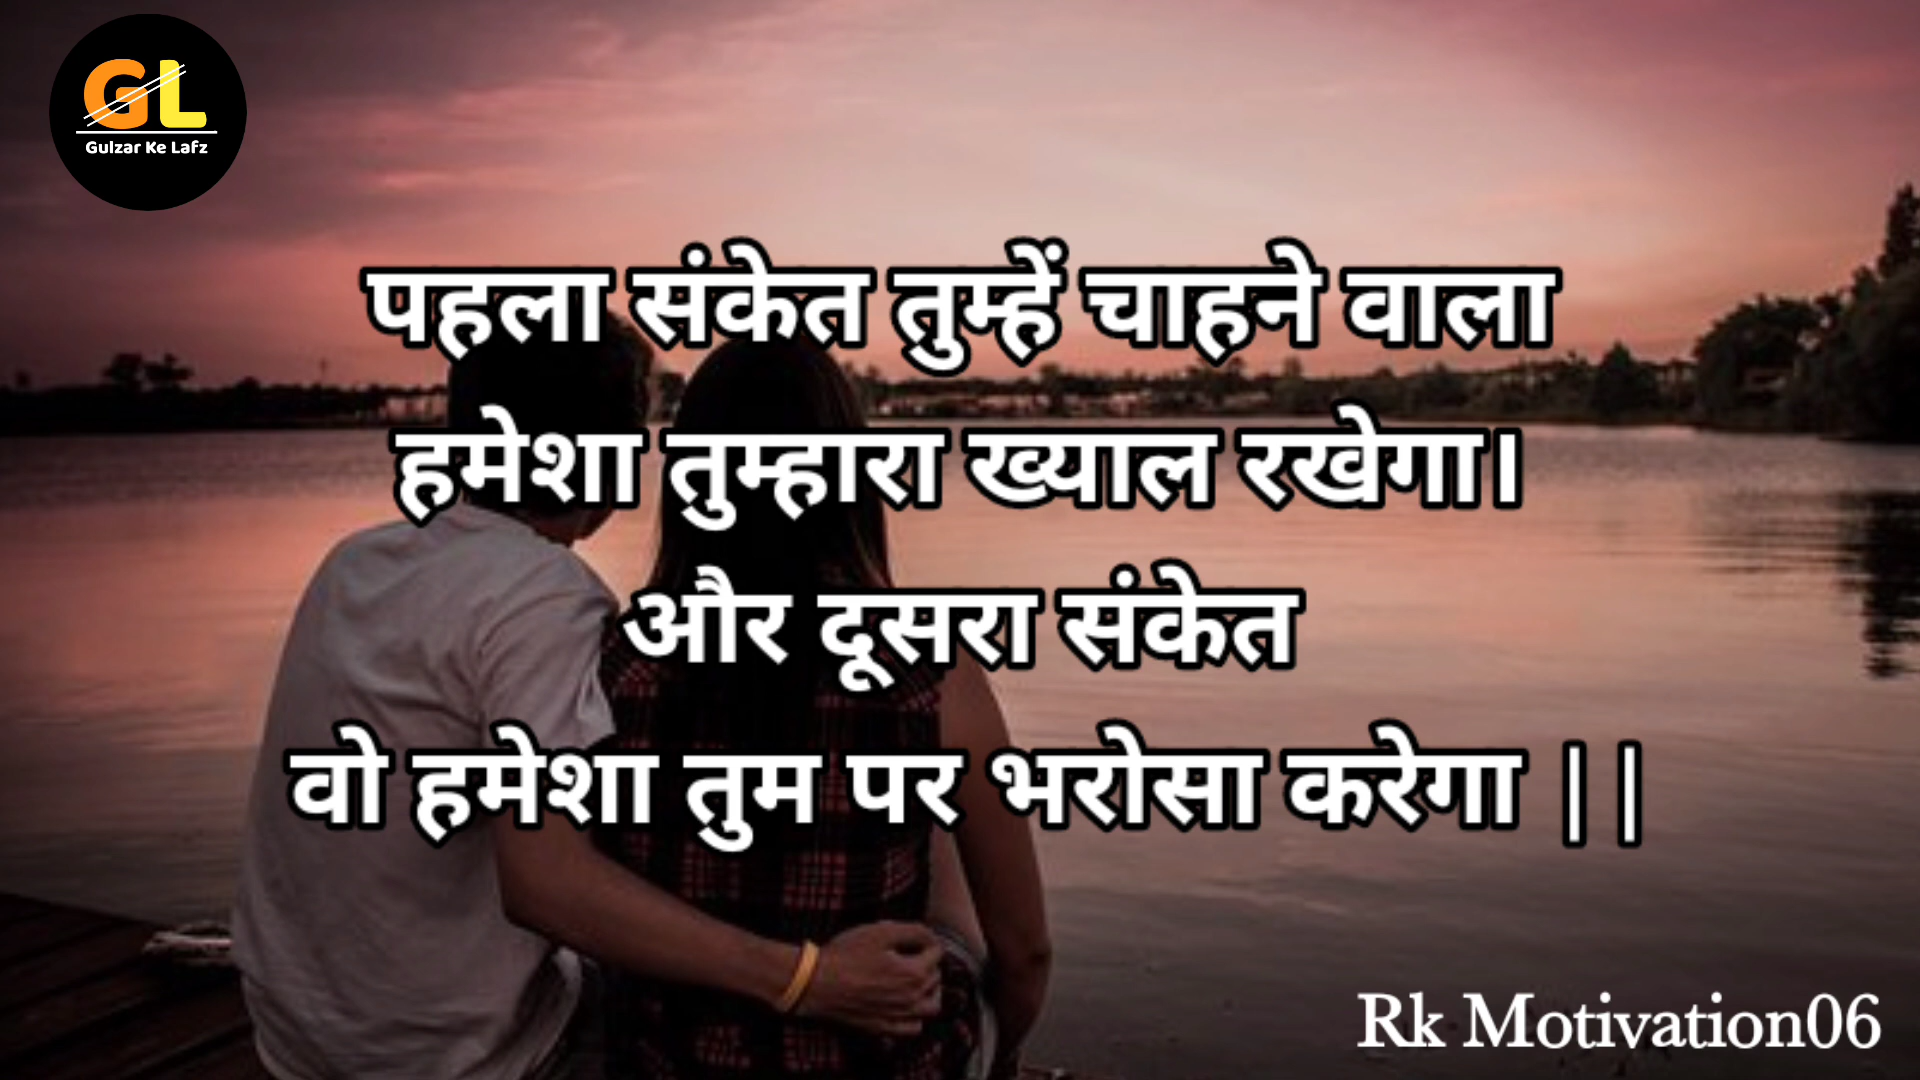 GL
Gulzar Ke Lafz
पहला संकेत तुम्हें चाहने वाला
हमेशा तुम्हारा ख्याल रखेगा।
और दूसरा संकेत
वो हमेशा तुम पर भरोसा करेगा ||
Rk Motivation06